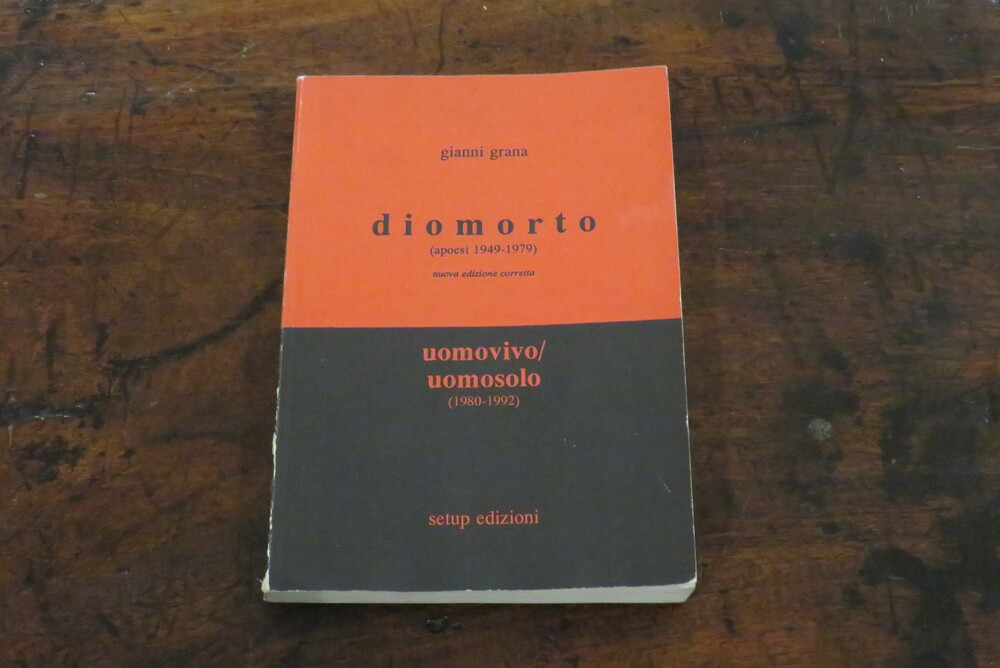 gianni grana
diomorto
(apoesi 1949-1979)
nuova edizione corretta
uomovivo/
uomosolo
(1980-1992)
setup edizioni